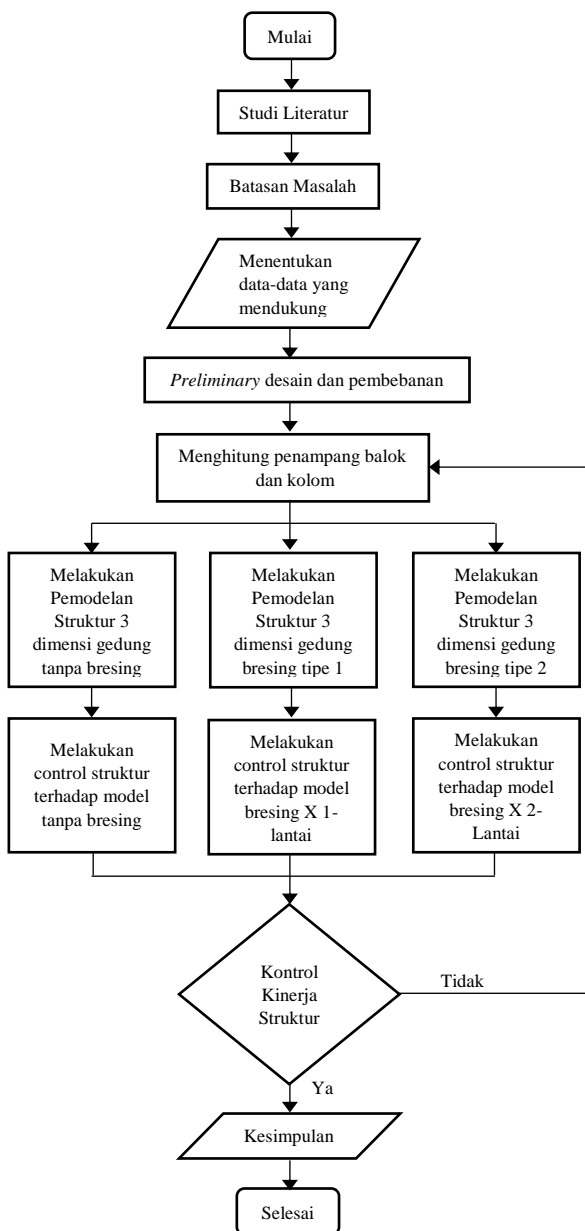 Mulai
Studi Literatur
Batasan Masalah
Menentukan
data-data yang
mendukung
Preliminary desain dan pembebanan
Menghitung penampang balok
dan kolom
Melakukan
Pemodelan
Struktur 3
dimensi gedung
tanpa bresing
Melakukan
Pemodelan
Struktur 3
dimensi gedung
bresing tipe 1
Melakukan
Pemodelan
Struktur 3
dimensi gedung
bresing tipe 2
Melakukan
control struktur
terhadap model
tanpa bresing
Melakukan
control struktur
terhadap model
bresing X 1-
lantai
Melakukan
control struktur
terhadap model
bresing X 2-
Lantai
Kontrol
Kinerja
Struktur
Tidak
Ya
Kesimpulan
Selesai